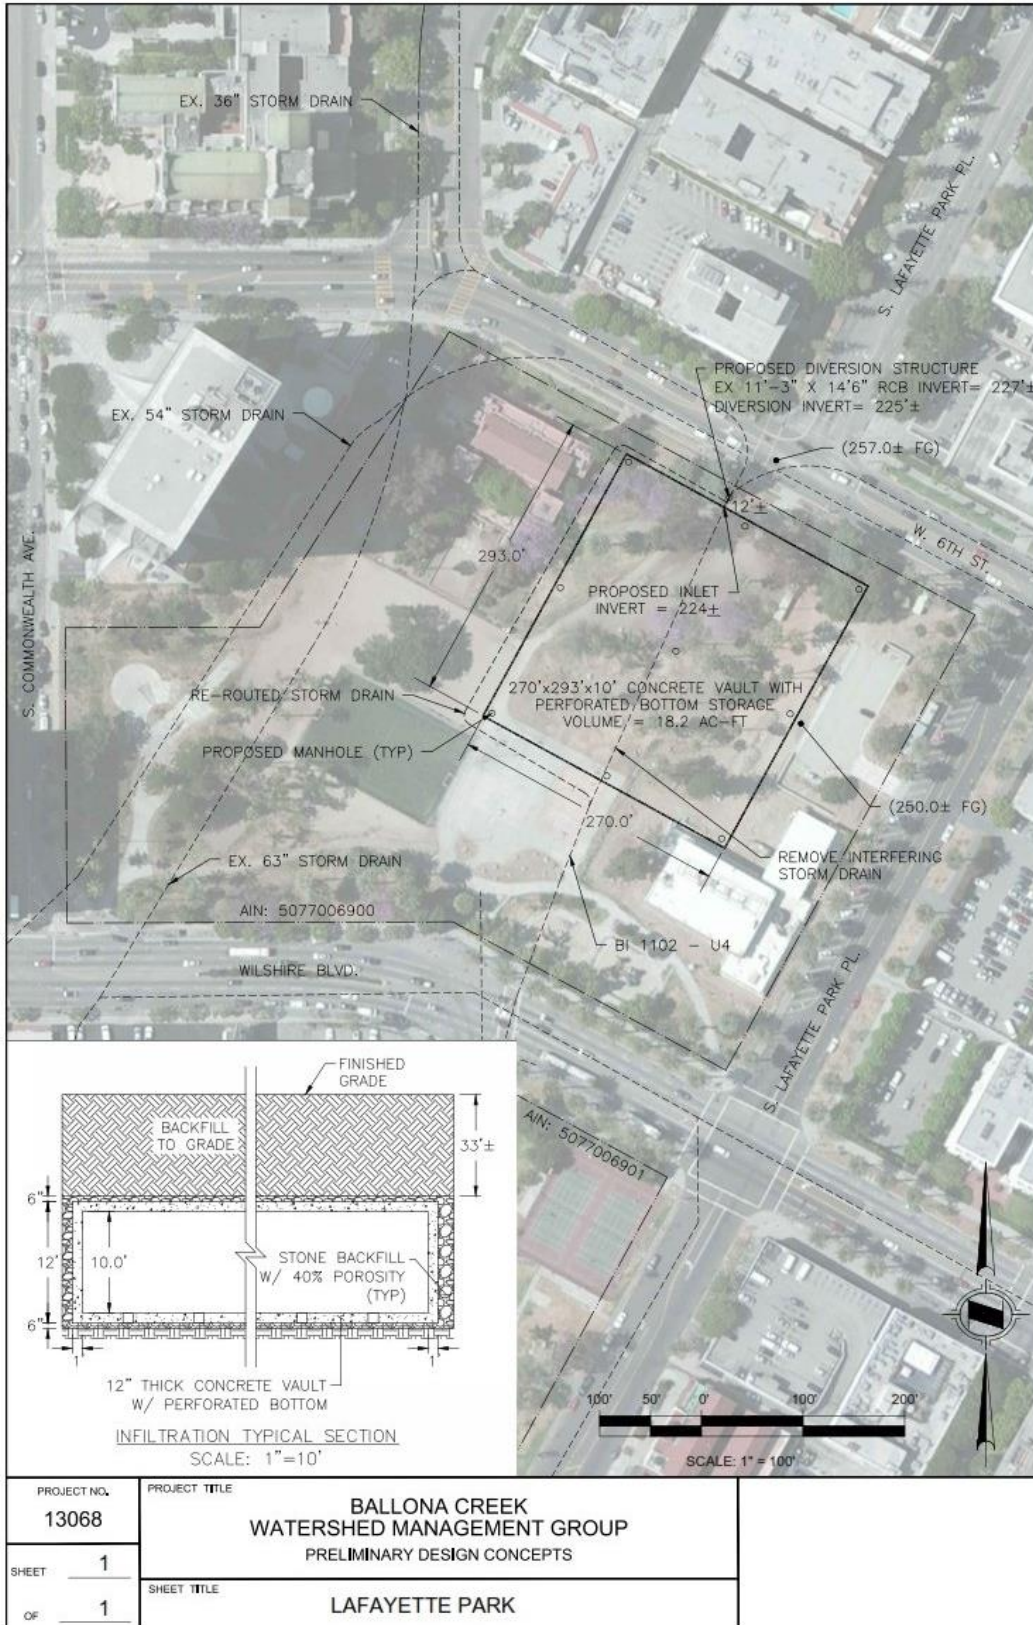 EX. 36" STORM DRAIN
S. LAFAYETTE PARK PL.
PROPOSED DIVERSION STRUCTURE
EX 11'-3" X 14'6" RCB INVERT= 227'±
DIVERSION INVERT= 225'±
EX. 54" STORM DRAIN
(257.0± FG)
12'±
W. 6TH ST.
S. COMMONWEALTH AVE.
293.0'
PROPOSED INLET
INVERT = 224±
RE-ROUTED STORM DRAIN
270'x293'x10' CONCRETE VAULT WITH
PERFORATED BOTTOM STORAGE
VOLUME = 18.2 AC-FT
PROPOSED MANHOLE (TYP)
(250.0± FG)
270.0'
EX. 63" STORM DRAIN
REMOVE INTERFERING
STORM DRAIN
AIN: 5077006900
BI 1102 - U4
WILSHIRE BLVD.
S. LAFAYETTE PARK PL.
FINISHED
GRADE
BACKFILL
TO GRADE
33'±
AIN: 5077006901
6"
12'
10.0'
STONE BACKFILL
W/ 40% POROSITY
(TYP)
6"
1'
1'
12" THICK CONCRETE VAULT
W/ PERFORATED BOTTOM
INFILTRATION TYPICAL SECTION
SCALE: 1"=10'
100' 50' 0' 100' 200'
SCALE: 1" = 100'
PROJECT NO.
13068
PROJECT TITLE
BALLONA CREEK
WATERSHED MANAGEMENT GROUP
PRELIMINARY DESIGN CONCEPTS
SHEET 1
OF 1
SHEET TITLE
LAFAYETTE PARK